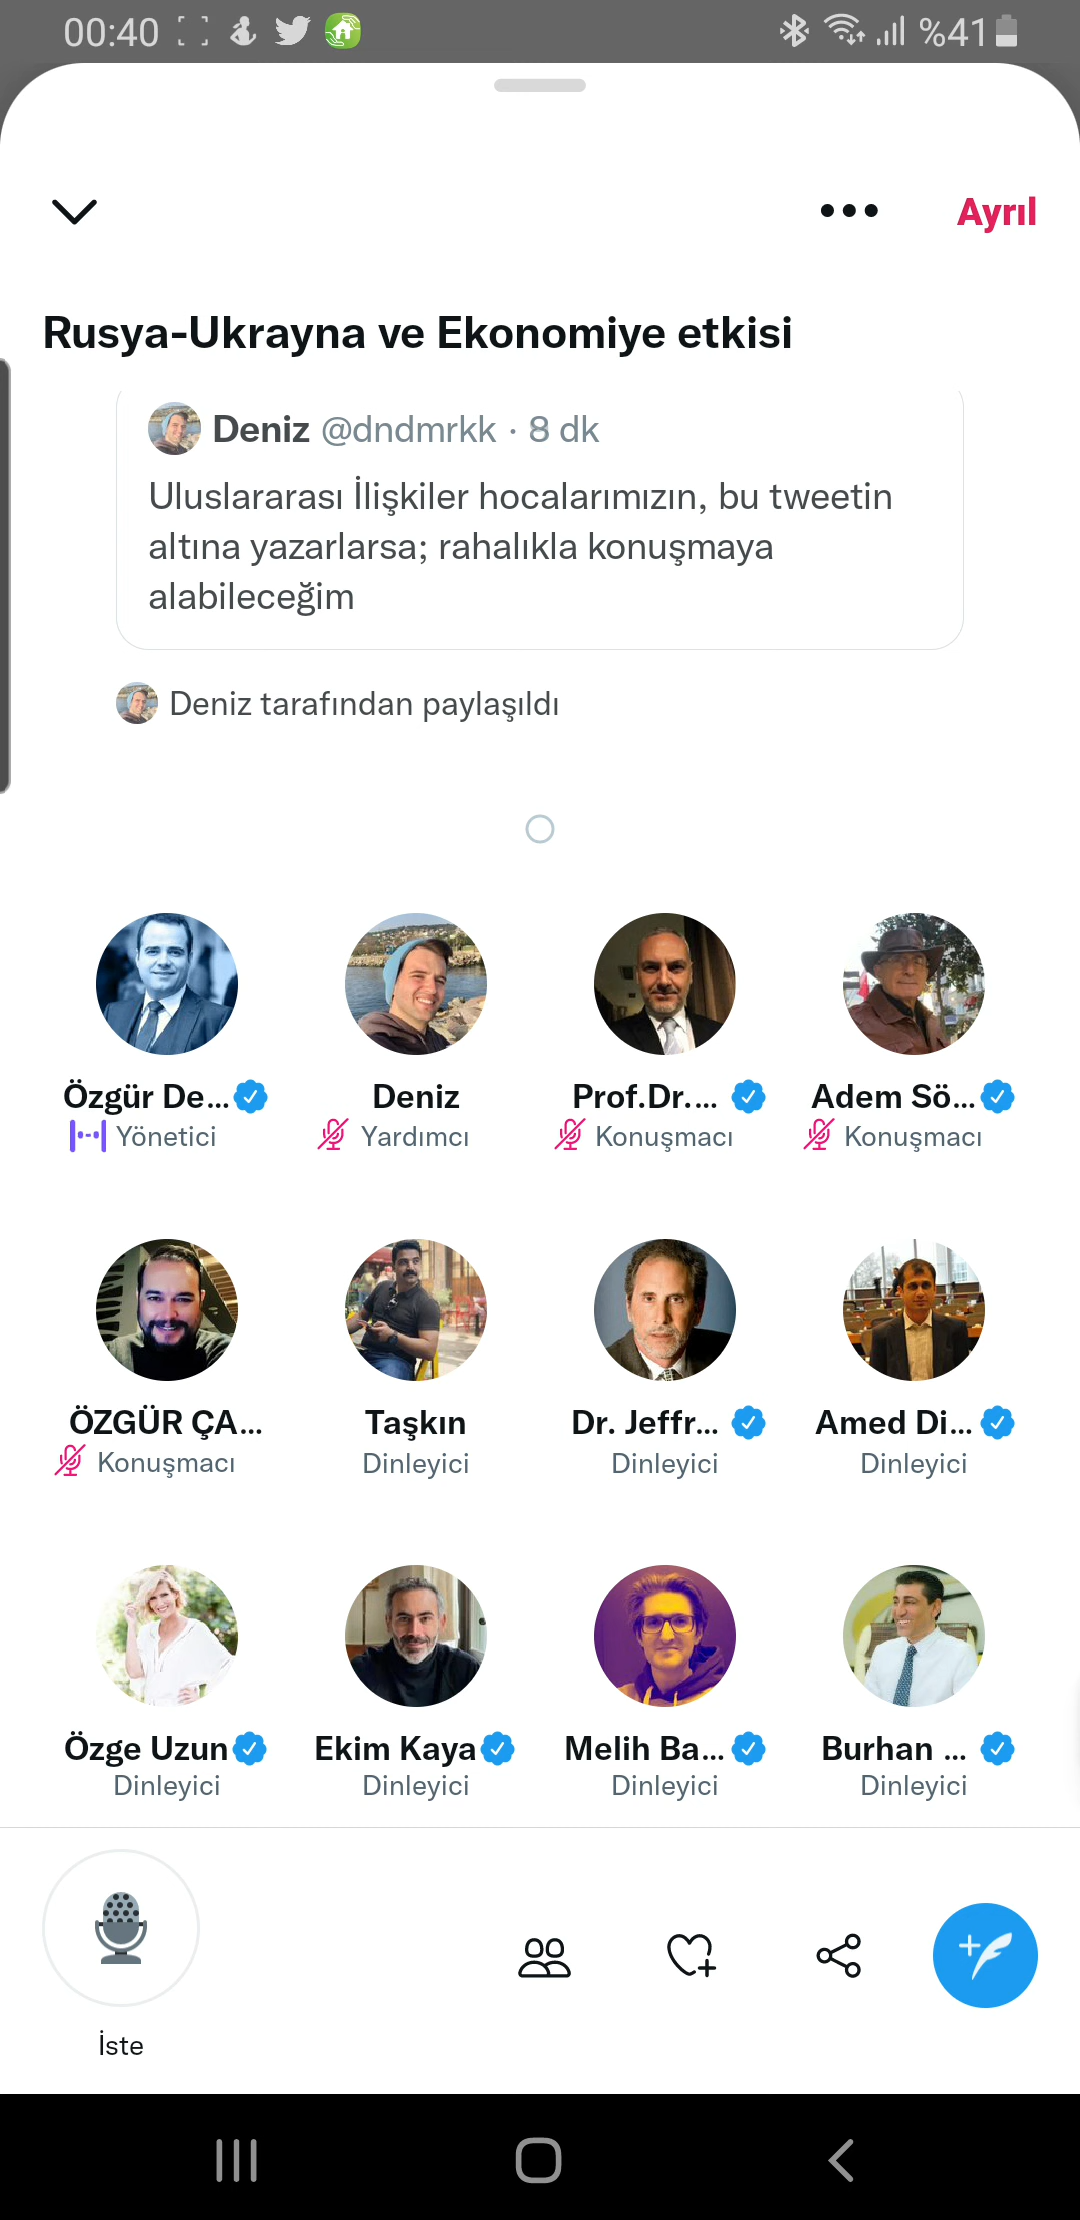 00:40
%41
Ayrıl
Rusya-Ukrayna ve Ekonomiye etkisi
Deniz @dndmrkk · 8 dk
Uluslararası İlişkiler hocalarımızın, bu tweetin
altına yazarlarsa; rahalıkla konuşmaya
alabileceğim
Deniz tarafından paylaşıldı
Özgür De... Deniz Prof.Dr.... Adem Sö...
Yönetici Yardımcı Konuşmacı Konuşmacı
ÖZGÜR ÇA... Taşkın Dr. Jeffr... Amed Di...
Konuşmacı Dinleyici Dinleyici Dinleyici
Özge Uzun Ekim Kaya Melih Ba... Burhan ...
Dinleyici Dinleyici Dinleyici Dinleyici
İste